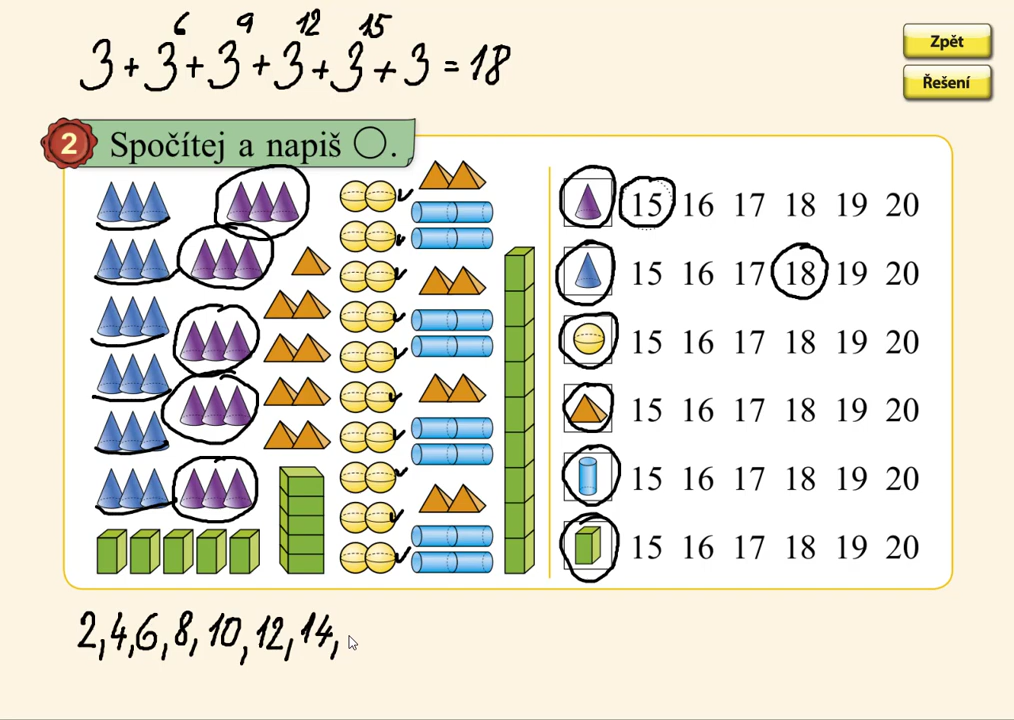 6 9 12 15
3 + 3 + 3 + 3 + 3 + 3 = 18
Zpět
Řešení
2 Spočítej a napiš ◯.
15 16 17 18 19 20
15 16 17 18 19 20
15 16 17 18 19 20
15 16 17 18 19 20
15 16 17 18 19 20
15 16 17 18 19 20
2, 4, 6, 8, 10, 12, 14,